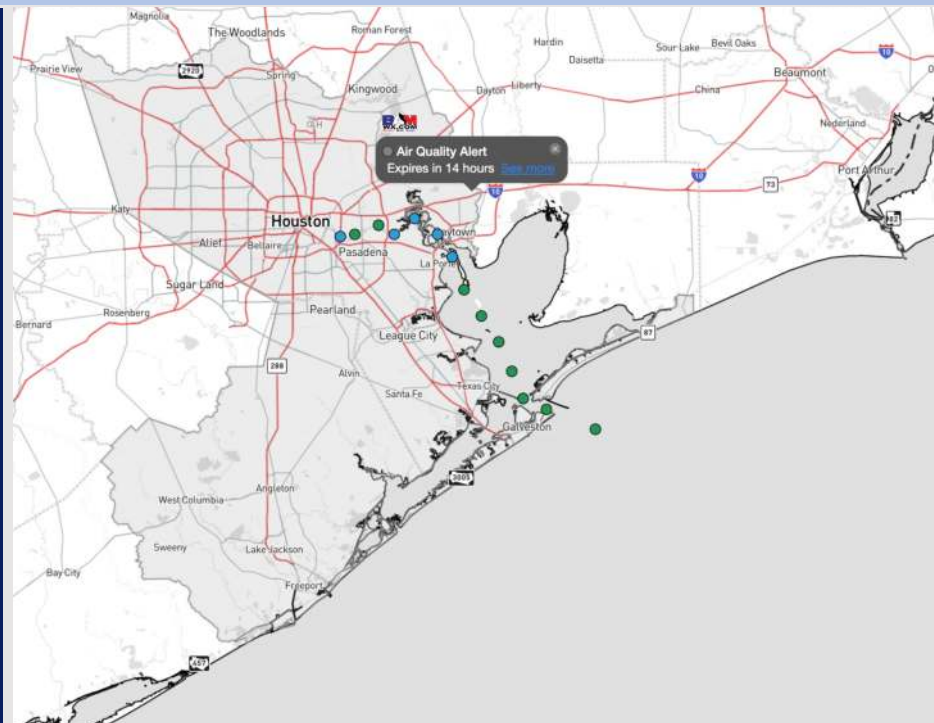 Magnolia
The Woodlands
Roman Forest
Hardin
Sour Lake
Bevil Oaks
Daisetta
10
Prairie View
2920
Spring
Kingwood
Dayton
Liberty
China
Beaumont
Nederland
Air Quality Alert
Expires in 14 hours See more
10
10
73
Port Arthur
Katy
Houston
Baytown
Alief
Bellaire
Pasadena
La Porte
Sugar Land
Pearland
Rosenberg
Bernard
League City
87
288
Alvin
Santa Fe
Texas City
Galveston
3005
Angleton
West Columbia
Sweeny
Lake Jackson
Bay City
Freeport
457